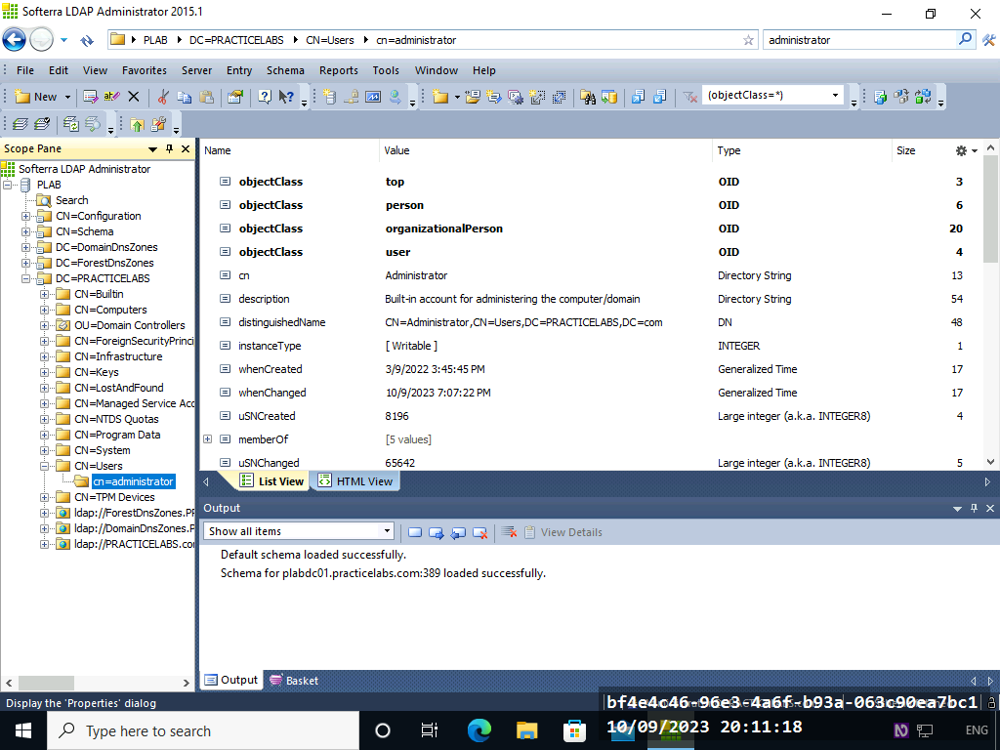 Softerra LDAP Administrator 2015.1
PLAB DC=PRACTICELABS CN=Users cn=administrator
administrator
File Edit View Favorites Server Entry Schema Reports Tools Window Help
New
(objectClass=*)
Scope Pane
Softerra LDAP Administrator
PLAB
Search
CN=Configuration
CN=Schema
DC=DomainDnsZones
DC=ForestDnsZones
DC=PRACTICELABS
CN=Builtin
CN=Computers
OU=Domain Controllers
CN=ForeignSecurityPrinci
CN=Infrastructure
CN=Keys
CN=LostAndFound
CN=Managed Service Acc
CN=NTDS Quotas
CN=Program Data
CN=System
CN=Users
cn=administrator
CN=TPM Devices
ldap://ForestDnsZones.PR
ldap://DomainDnsZones.P
ldap://PRACTICELABS.co
Name Value Type Size
objectClass top OID 3
objectClass person OID 6
objectClass organizationalPerson OID 20
objectClass user OID 4
cn Administrator Directory String 13
description Built-in account for administering the computer/domain Directory String 54
distinguishedName CN=Administrator,CN=Users,DC=PRACTICELABS,DC=com DN 48
instanceType [ Writable ] INTEGER 1
whenCreated 3/9/2022 3:45:45 PM Generalized Time 17
whenChanged 10/9/2023 7:07:22 PM Generalized Time 17
uSNCreated 8196 Large integer (a.k.a. INTEGER8) 4
memberOf [5 values]
uSNChanged 65642 Large integer (a.k.a. INTEGER8) 5
List View HTML View
Output
Show all items View Details
Default schema loaded successfully.
Schema for plabdc01.practicelabs.com:389 loaded successfully.
Output Basket
Display the 'Properties' dialog
bf4e4c46-96e3-4a6f-b93a-063c90ea7bc1
10/09/2023 20:11:18
Type here to search
ENG